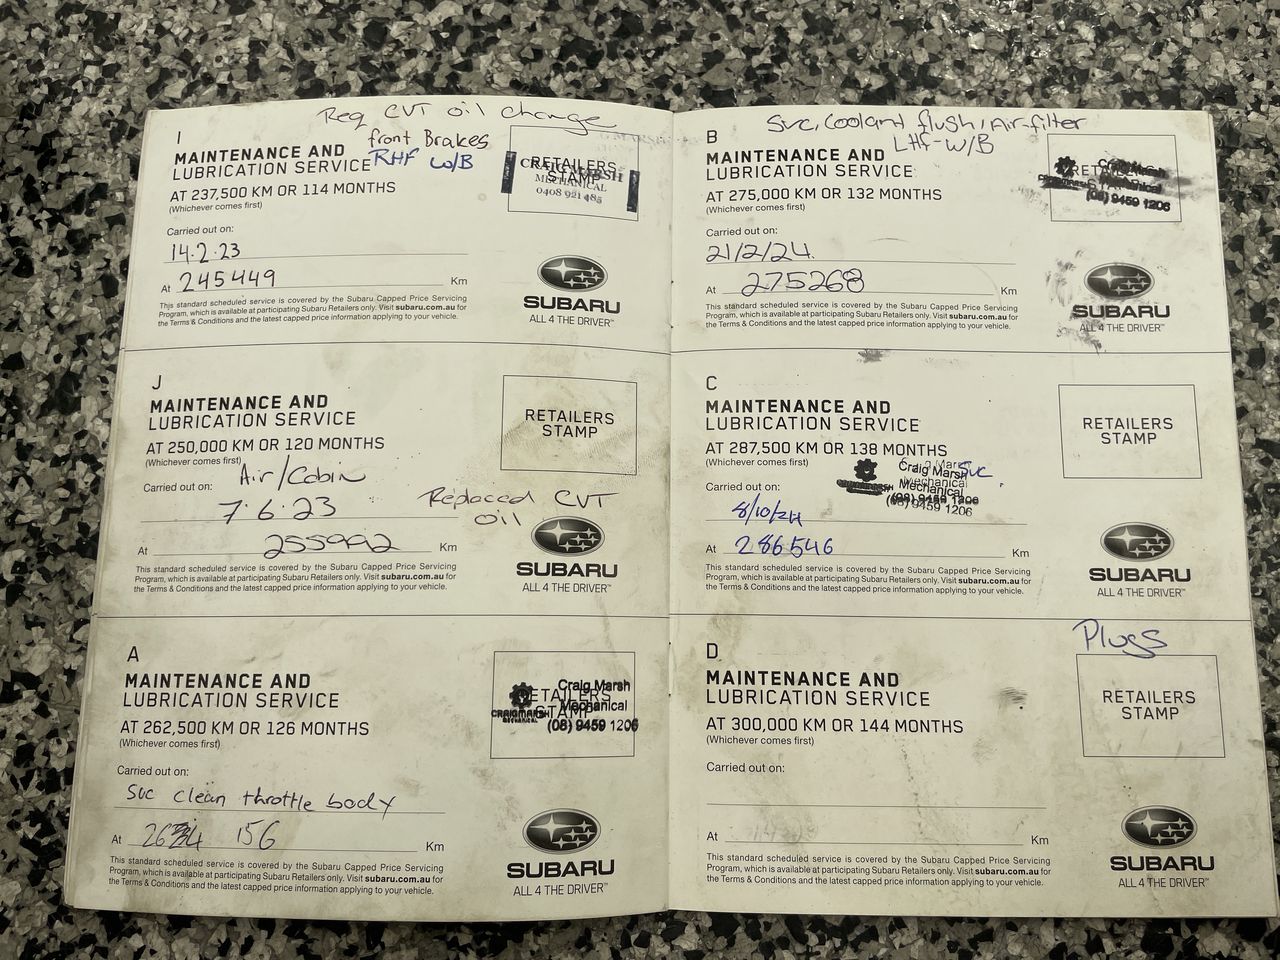 Req CVT oil change
I
front Brakes
MAINTENANCE AND
LUBRICATION SERVICE
RHF W/B
AT 237,500 KM OR 114 MONTHS
(Whichever comes first)
RETAILERS
STAMP
CRAIG MARSH
MECHANICAL
0408 921 485
Carried out on:
14.2.23
At 245449 Km
This standard scheduled service is covered by the Subaru Capped Price Servicing
Program, which is available at participating Subaru Retailers only. Visit subaru.com.au for
the Terms & Conditions and the latest capped price information applying to your vehicle.
SUBARU
ALL 4 THE DRIVER™
J
MAINTENANCE AND
LUBRICATION SERVICE
AT 250,000 KM OR 120 MONTHS
(Whichever comes first)
RETAILERS
STAMP
Air/Cabin
Carried out on:
7.6.23
Replaced CVT
oil
At 255992 Km
This standard scheduled service is covered by the Subaru Capped Price Servicing
Program, which is available at participating Subaru Retailers only. Visit subaru.com.au for
the Terms & Conditions and the latest capped price information applying to your vehicle.
SUBARU
ALL 4 THE DRIVER™
A
MAINTENANCE AND
LUBRICATION SERVICE
AT 262,500 KM OR 126 MONTHS
(Whichever comes first)
RETAILERS
STAMP
Craig Marsh
Mechanical
(08) 9459 1206
CRAIG MARSH
MECHANICAL
Carried out on:
Svc clean throttle body
At 156 Km
This standard scheduled service is covered by the Subaru Capped Price Servicing
Program, which is available at participating Subaru Retailers only. Visit subaru.com.au for
the Terms & Conditions and the latest capped price information applying to your vehicle.
SUBARU
ALL 4 THE DRIVER™
Svc, Coolant flush, Air-filter
B
LHF-W/B
MAINTENANCE AND
LUBRICATION SERVICE
AT 275,000 KM OR 132 MONTHS
(Whichever comes first)
Craig Marsh
Mechanical
(08) 9459 1206
Carried out on:
21/2/24.
At 275268 Km
This standard scheduled service is covered by the Subaru Capped Price Servicing
Program, which is available at participating Subaru Retailers only. Visit subaru.com.au for
the Terms & Conditions and the latest capped price information applying to your vehicle.
SUBARU
ALL 4 THE DRIVER™
C
MAINTENANCE AND
LUBRICATION SERVICE
AT 287,500 KM OR 138 MONTHS
(Whichever comes first)
RETAILERS
STAMP
Craig Marsh
Mechanical
(08) 9459 1206
Svc.
Carried out on:
8/10/24
At 286546 Km
This standard scheduled service is covered by the Subaru Capped Price Servicing
Program, which is available at participating Subaru Retailers only. Visit subaru.com.au for
the Terms & Conditions and the latest capped price information applying to your vehicle.
SUBARU
ALL 4 THE DRIVER™
Plugs
D
MAINTENANCE AND
LUBRICATION SERVICE
AT 300,000 KM OR 144 MONTHS
(Whichever comes first)
RETAILERS
STAMP
Carried out on:
At Km
This standard scheduled service is covered by the Subaru Capped Price Servicing
Program, which is available at participating Subaru Retailers only. Visit subaru.com.au for
the Terms & Conditions and the latest capped price information applying to your vehicle.
SUBARU
ALL 4 THE DRIVER™